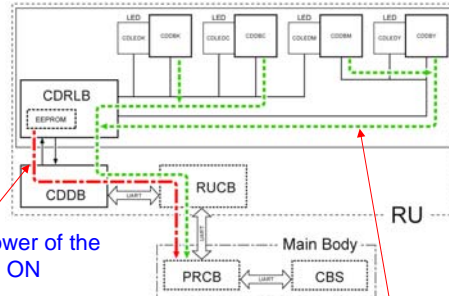 LED LED LED LED
CDLEDK CDDBK CDLEDC CDDBC CDLEDM CDDBM CDLEDY CDDBY
CDRLB
EEPROM
CDDB UART RUCB
RU
UART
ower of the
ON
Main Body
PRCB UART CBS